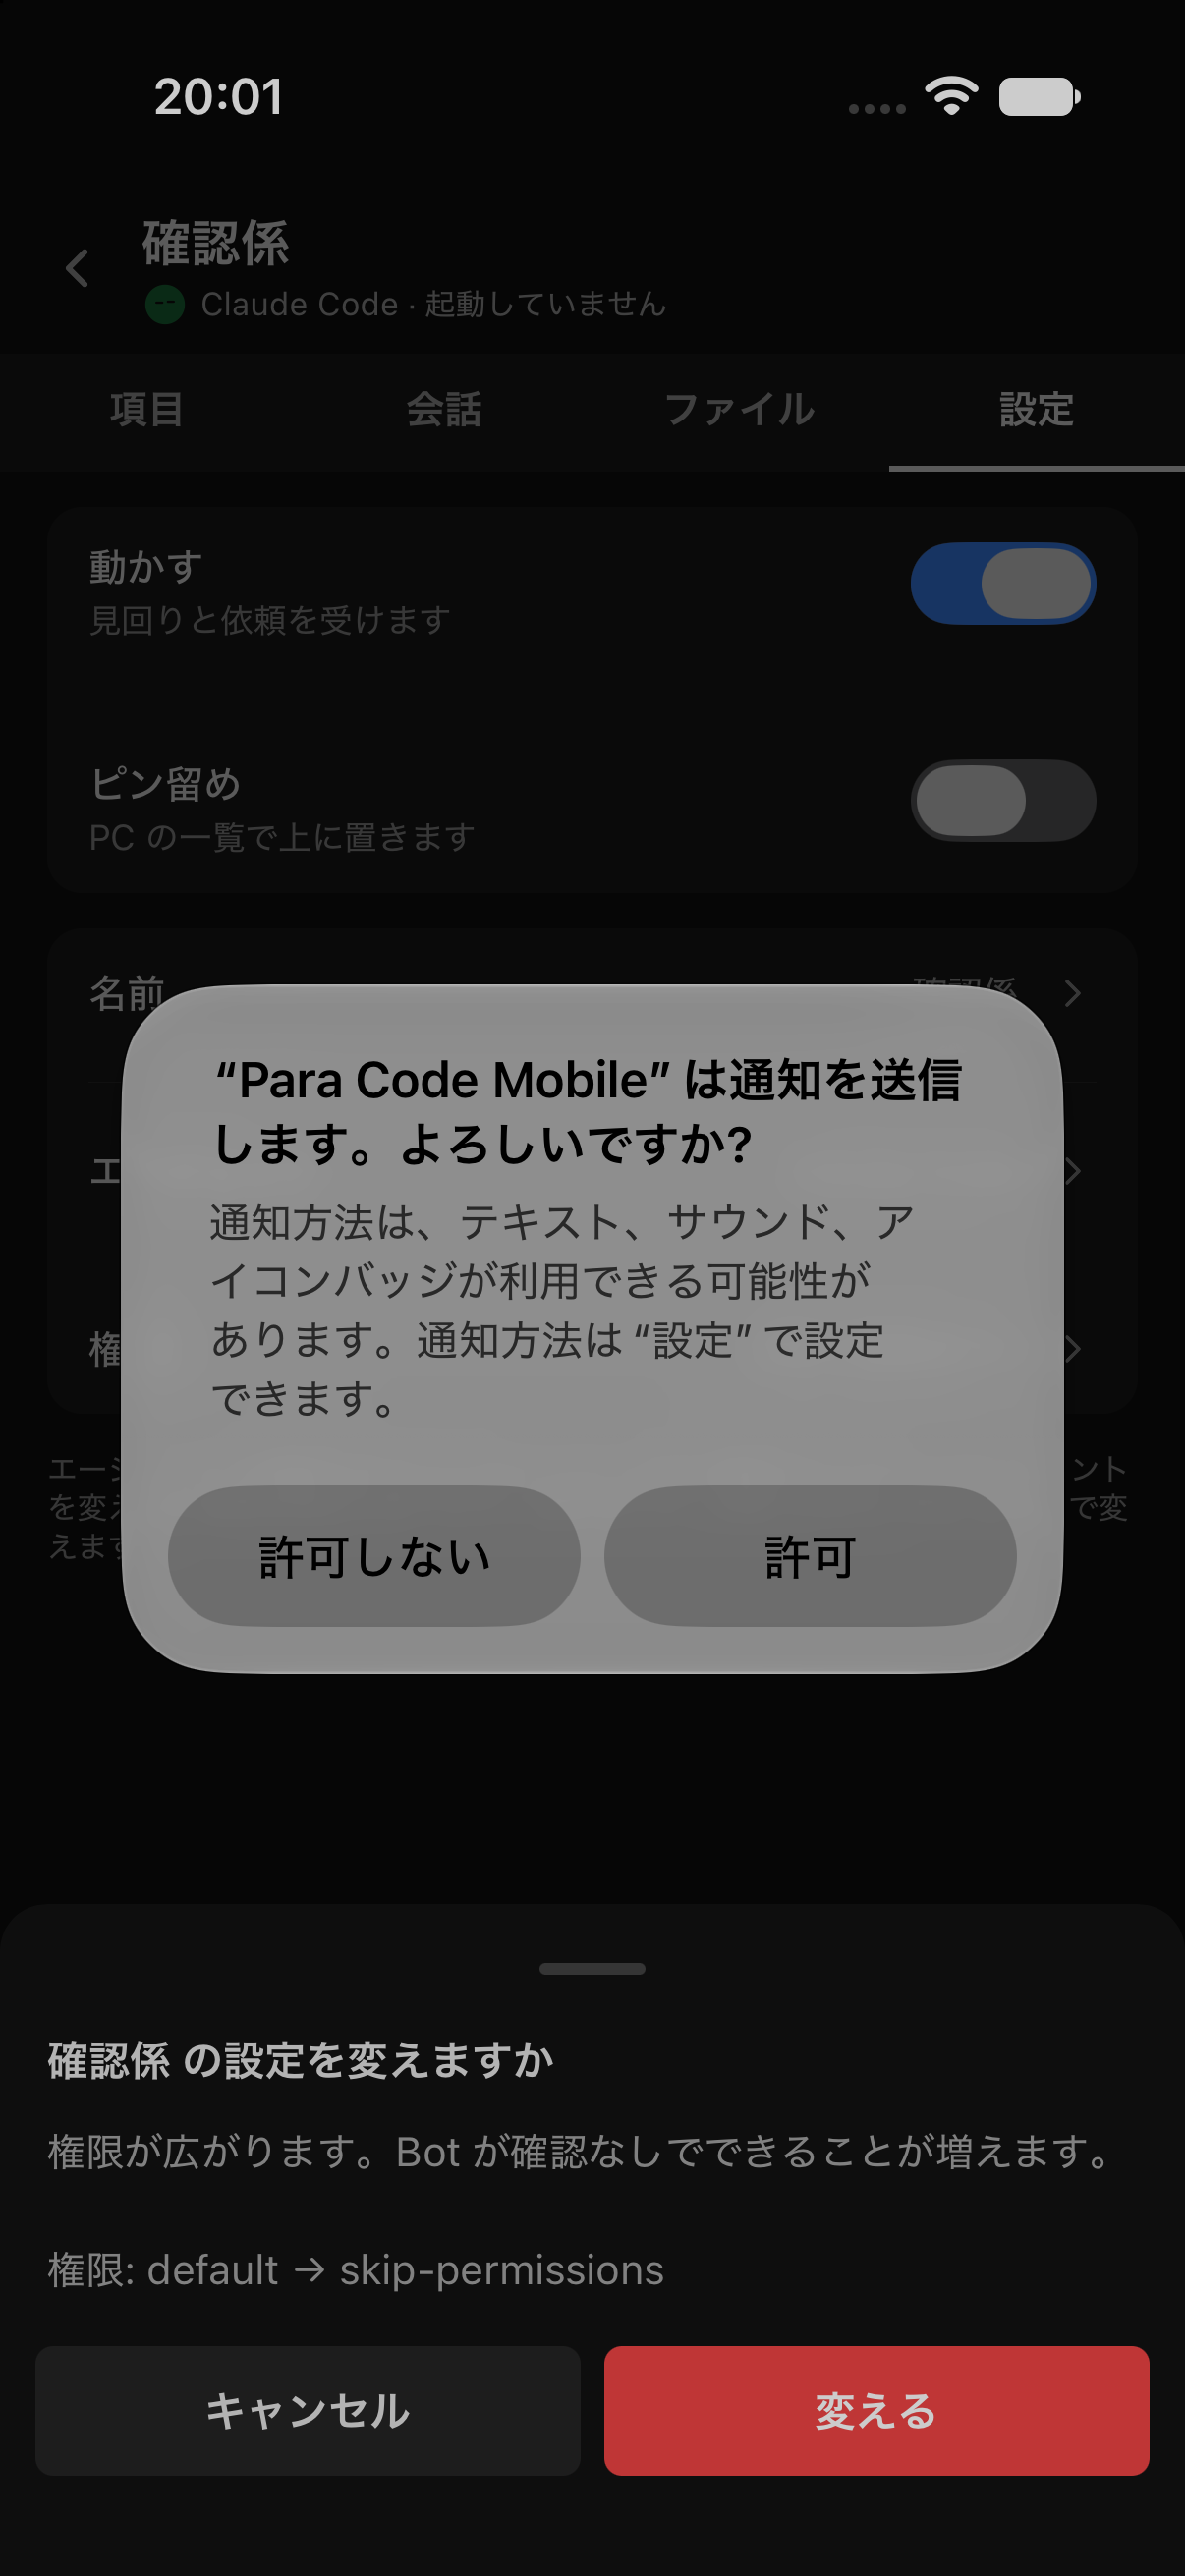 20:01
確認係
Claude Code · 起動していません
項目
会話
ファイル
設定
動かす
見回りと依頼を受けます
ピン留め
PC の一覧で上に置きます
名前
“Para Code Mobile” は通知を送信
します。よろしいですか?
通知方法は、テキスト、サウンド、ア
イコンバッジが利用できる可能性が
あります。通知方法は “設定” で設定
できます。
許可しない
許可
確認係 の設定を変えますか
権限が広がります。Bot が確認なしでできることが増えます。
権限: default → skip-permissions
キャンセル
変える